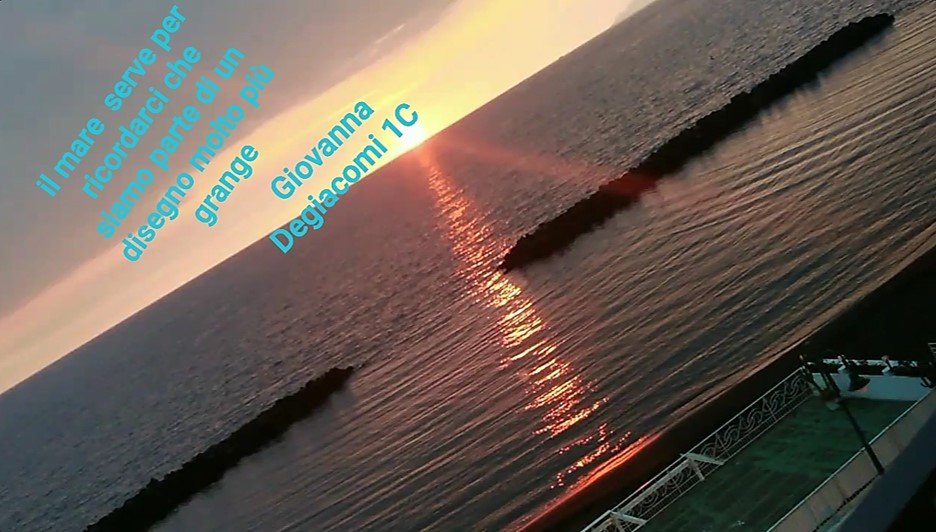 il mare serve per
ricordarci che
siamo parte di un
disegno molto più
grange
Giovanna
Degiacomi 1C